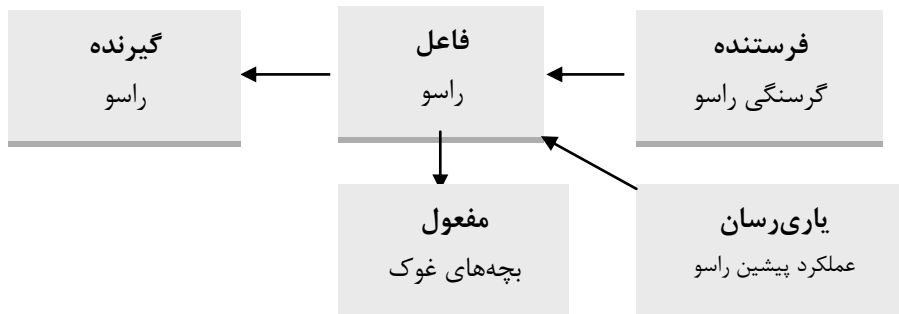 فرستنده
گرسنگی راسو
فاعل
راسو
گیرنده
راسو
یاری‌رسان
عملکرد پیشین راسو
مفعول
بچه‌های غوک